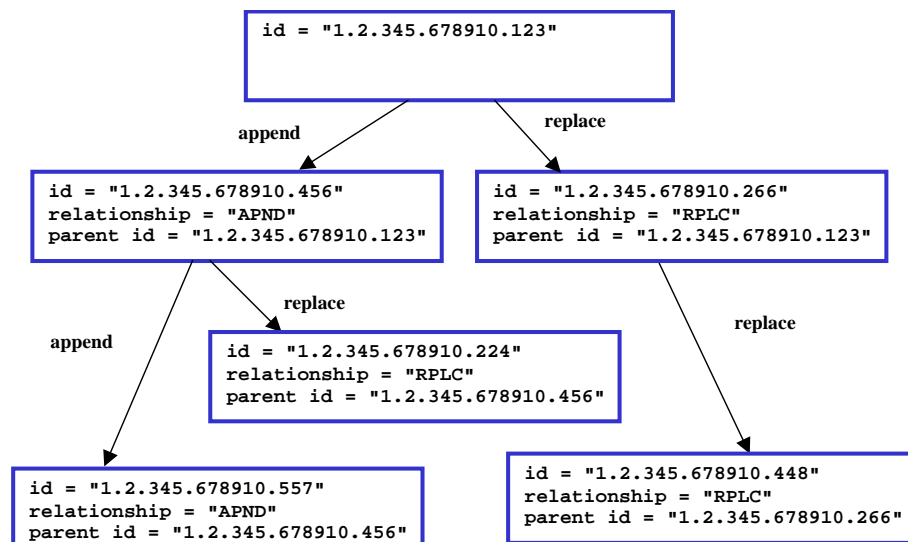 id = "1.2.345.678910.123"
append
replace
id = "1.2.345.678910.456"
relationship = "APND"
parent id = "1.2.345.678910.123"
id = "1.2.345.678910.266"
relationship = "RPLC"
parent id = "1.2.345.678910.123"
append
replace
replace
id = "1.2.345.678910.224"
relationship = "RPLC"
parent id = "1.2.345.678910.456"
id = "1.2.345.678910.557"
relationship = "APND"
parent id = "1.2.345.678910.456"
id = "1.2.345.678910.448"
relationship = "RPLC"
parent id = "1.2.345.678910.266"